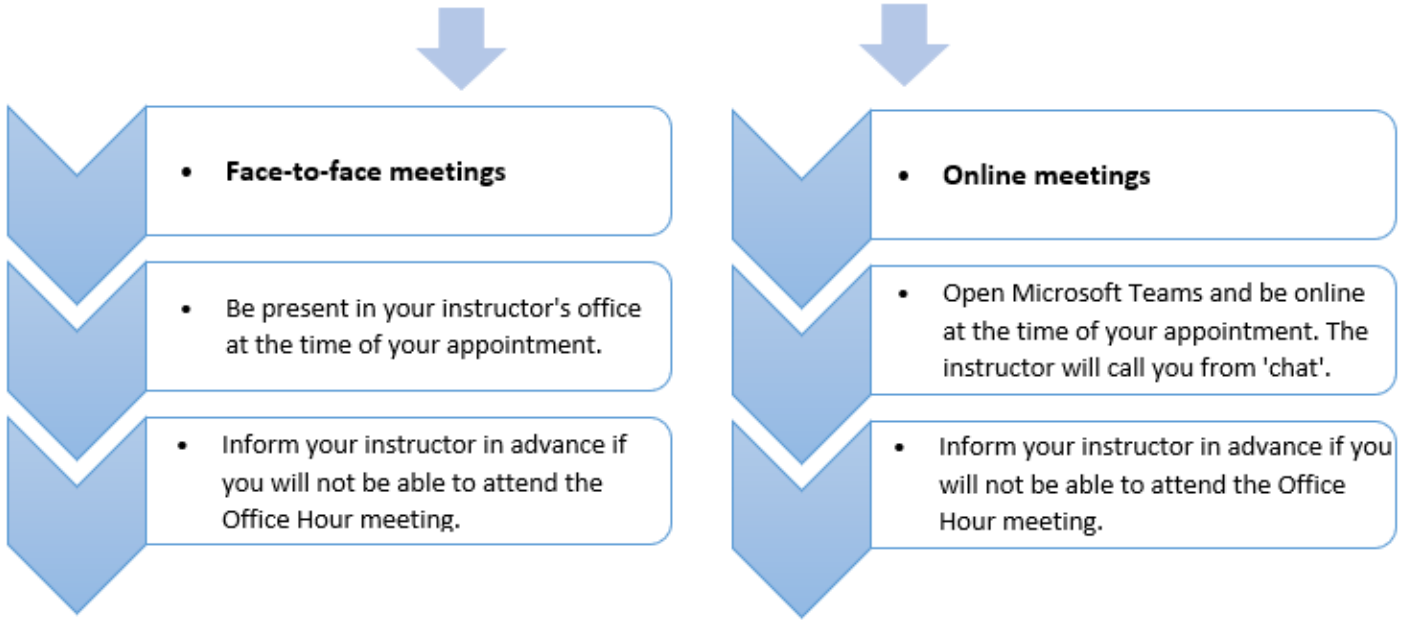 • Face-to-face meetings
• Be present in your instructor's office
at the time of your appointment.
• Inform your instructor in advance if
you will not be able to attend the
Office Hour meeting.
• Online meetings
• Open Microsoft Teams and be online
at the time of your appointment. The
instructor will call you from 'chat'.
• Inform your instructor in advance if you
will not be able to attend the Office
Hour meeting.